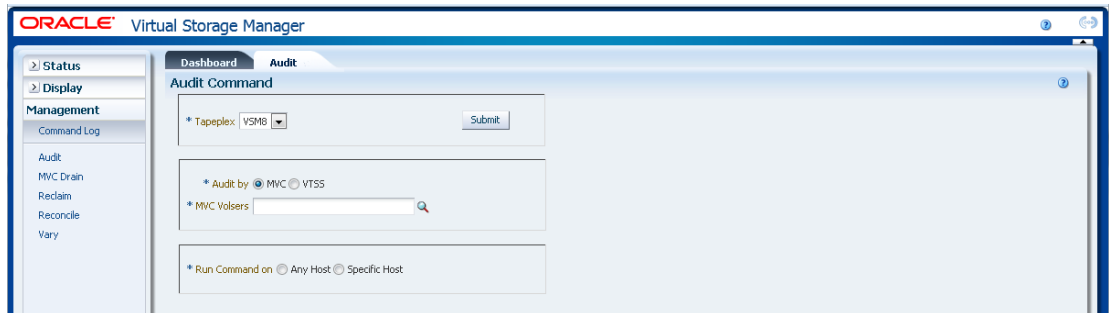 ORACLE Virtual Storage Manager
Status
Display
Management
Command Log
Audit
MVC Drain
Reclaim
Reconcile
Vary
Dashboard Audit
Audit Command
* Tapeplex VSM8 Submit
* Audit by MVC VTSS
* MVC Volsers
* Run Command on Any Host Specific Host